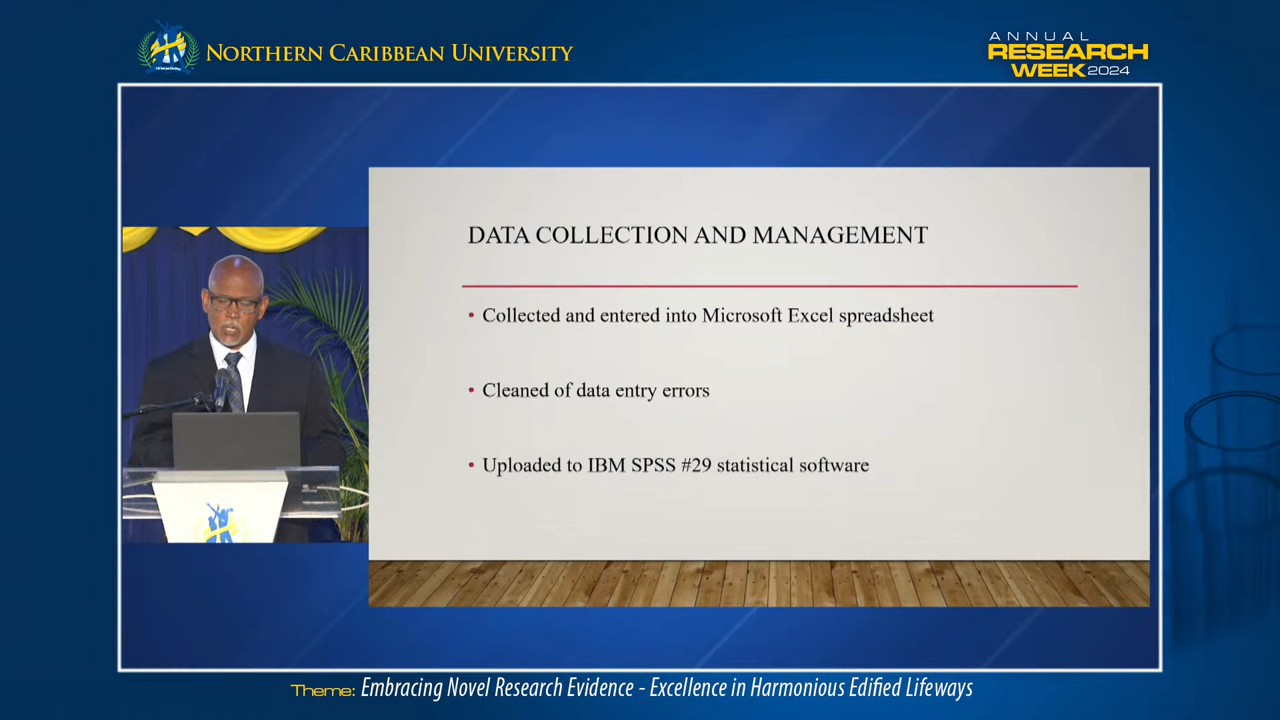 NORTHERN CARIBBEAN UNIVERSITY
ANNUAL
RESEARCH
WEEK 2024
DATA COLLECTION AND MANAGEMENT
• Collected and entered into Microsoft Excel spreadsheet
• Cleaned of data entry errors
• Uploaded to IBM SPSS #29 statistical software
Theme: Embracing Novel Research Evidence - Excellence in Harmonious Edified Lifeways